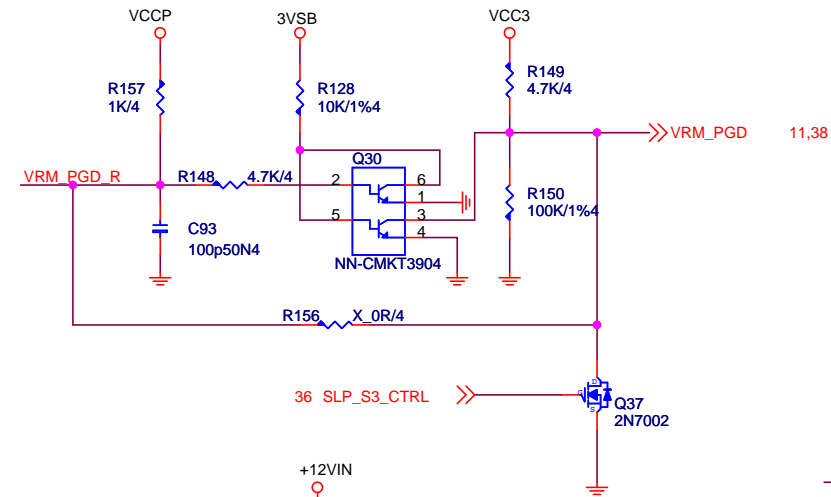 VCCP
3VSB
VCC3
R157
1K/4
R128
10K/1%4
R149
4.7K/4
VRM_PGD 11,38
Q30
VRM_PGD_R
R148 4.7K/4
2
6
1
5
3
4
R150
100K/1%4
C93
100p50N4
NN-CMKT3904
R156 X_0R/4
36 SLP_S3_CTRL
D
G
S
Q37
2N7002
+12VIN